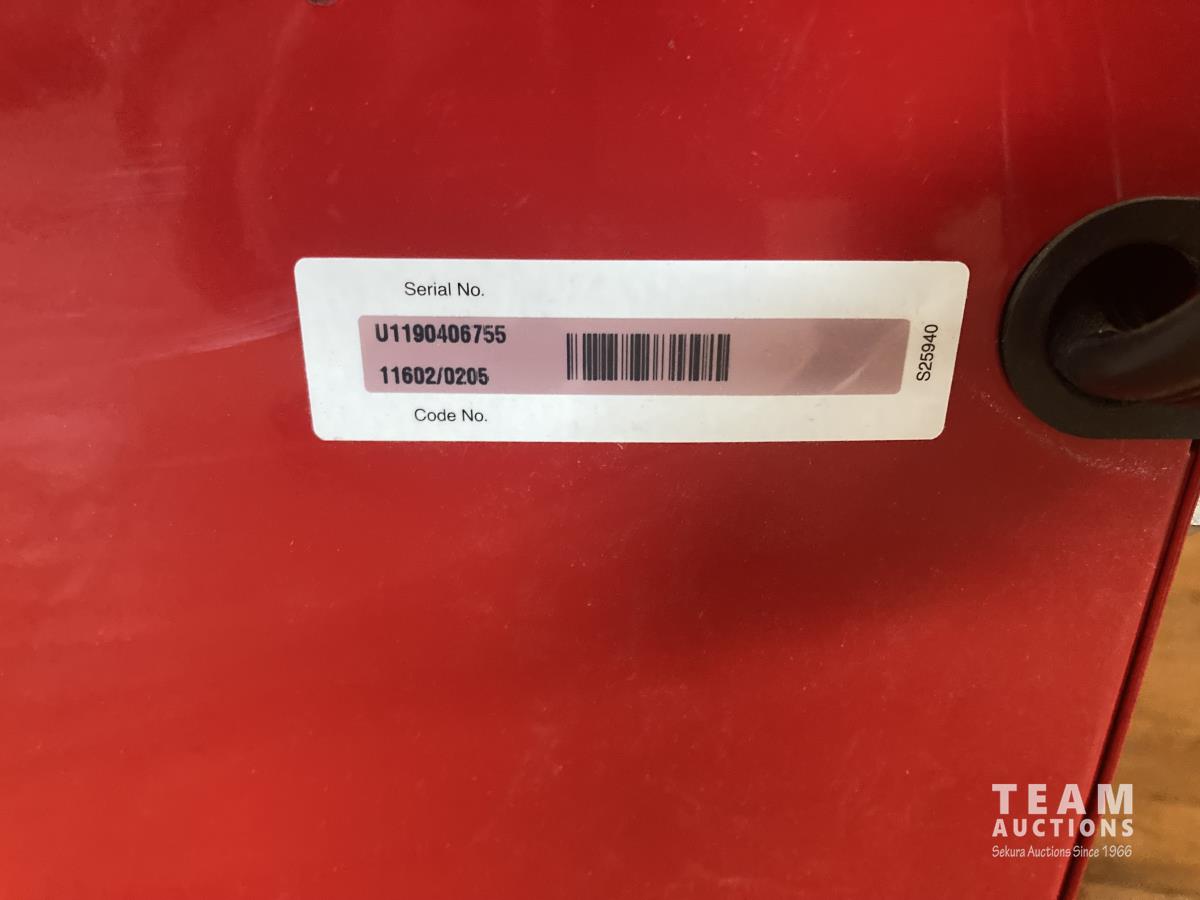 Serial No.
U1190406755
11602/0205
Code No.
S25940
TEAM
AUCTIONS
Sekura Auctions Since 1966